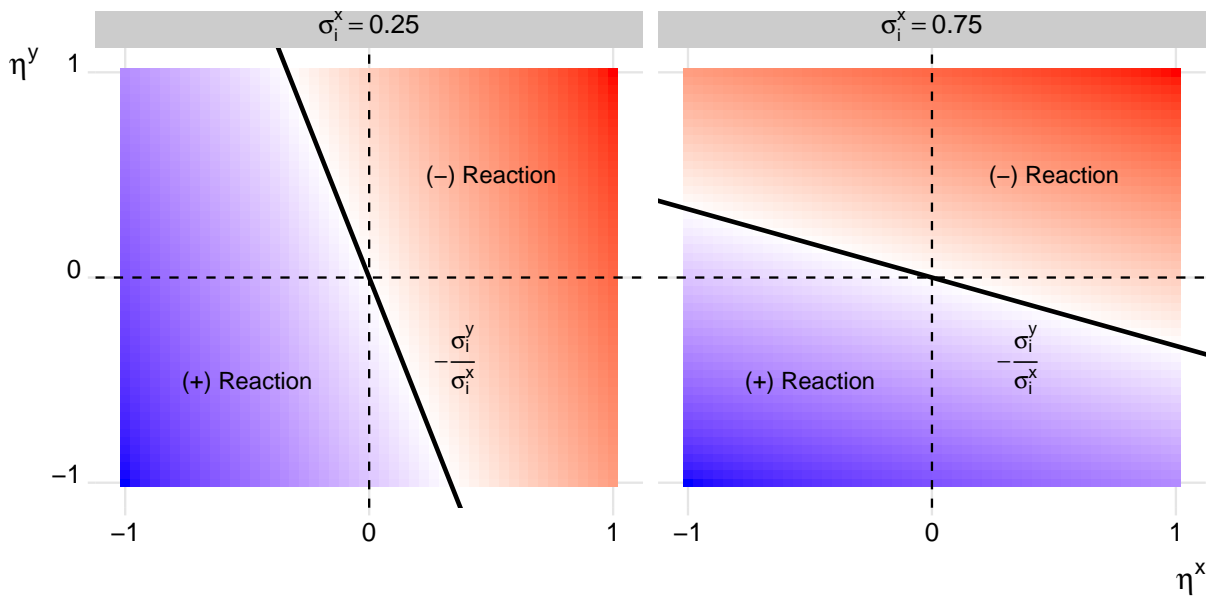 σᵢˣ = 0.25
σᵢˣ = 0.75
ηʸ
1
0
−1
(−) Reaction
(−) Reaction
(+) Reaction
−σᵢʸ/σᵢˣ
(+) Reaction
−σᵢʸ/σᵢˣ
−1
0
1
−1
0
1
ηˣ